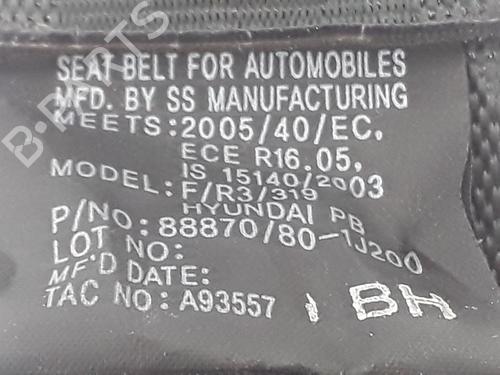 SEAT BELT FOR AUTOMOBILES
MFD. BY SS MANUFACTURING
MEETS: 2005/40/EC,
ECE R16.05,
IS 15140/2003
MODEL: F/R3/319
HYUNDAI PB
P/NO: 88870/80-1J200
LOT NO:
MF'D DATE:
TAC NO: A93557
BH
B-Parts